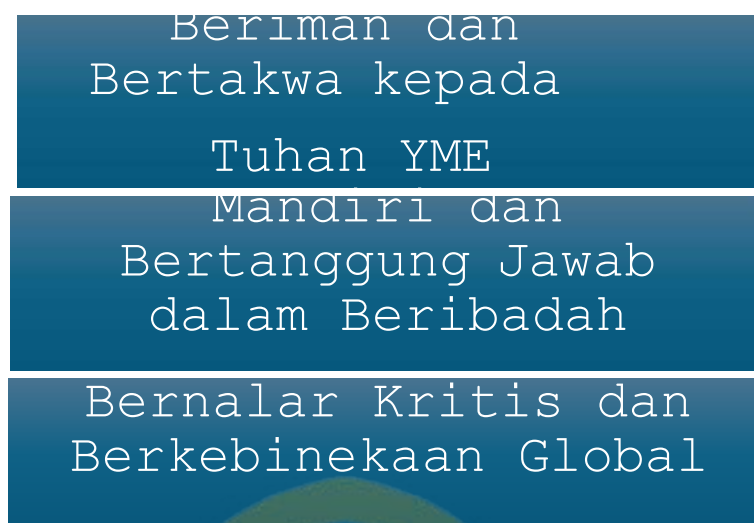 Beriman dan
Bertakwa kepada
Tuhan YME
Mandiri dan
Bertanggung Jawab
dalam Beribadah
Bernalar Kritis dan
Berkebinekaan Global